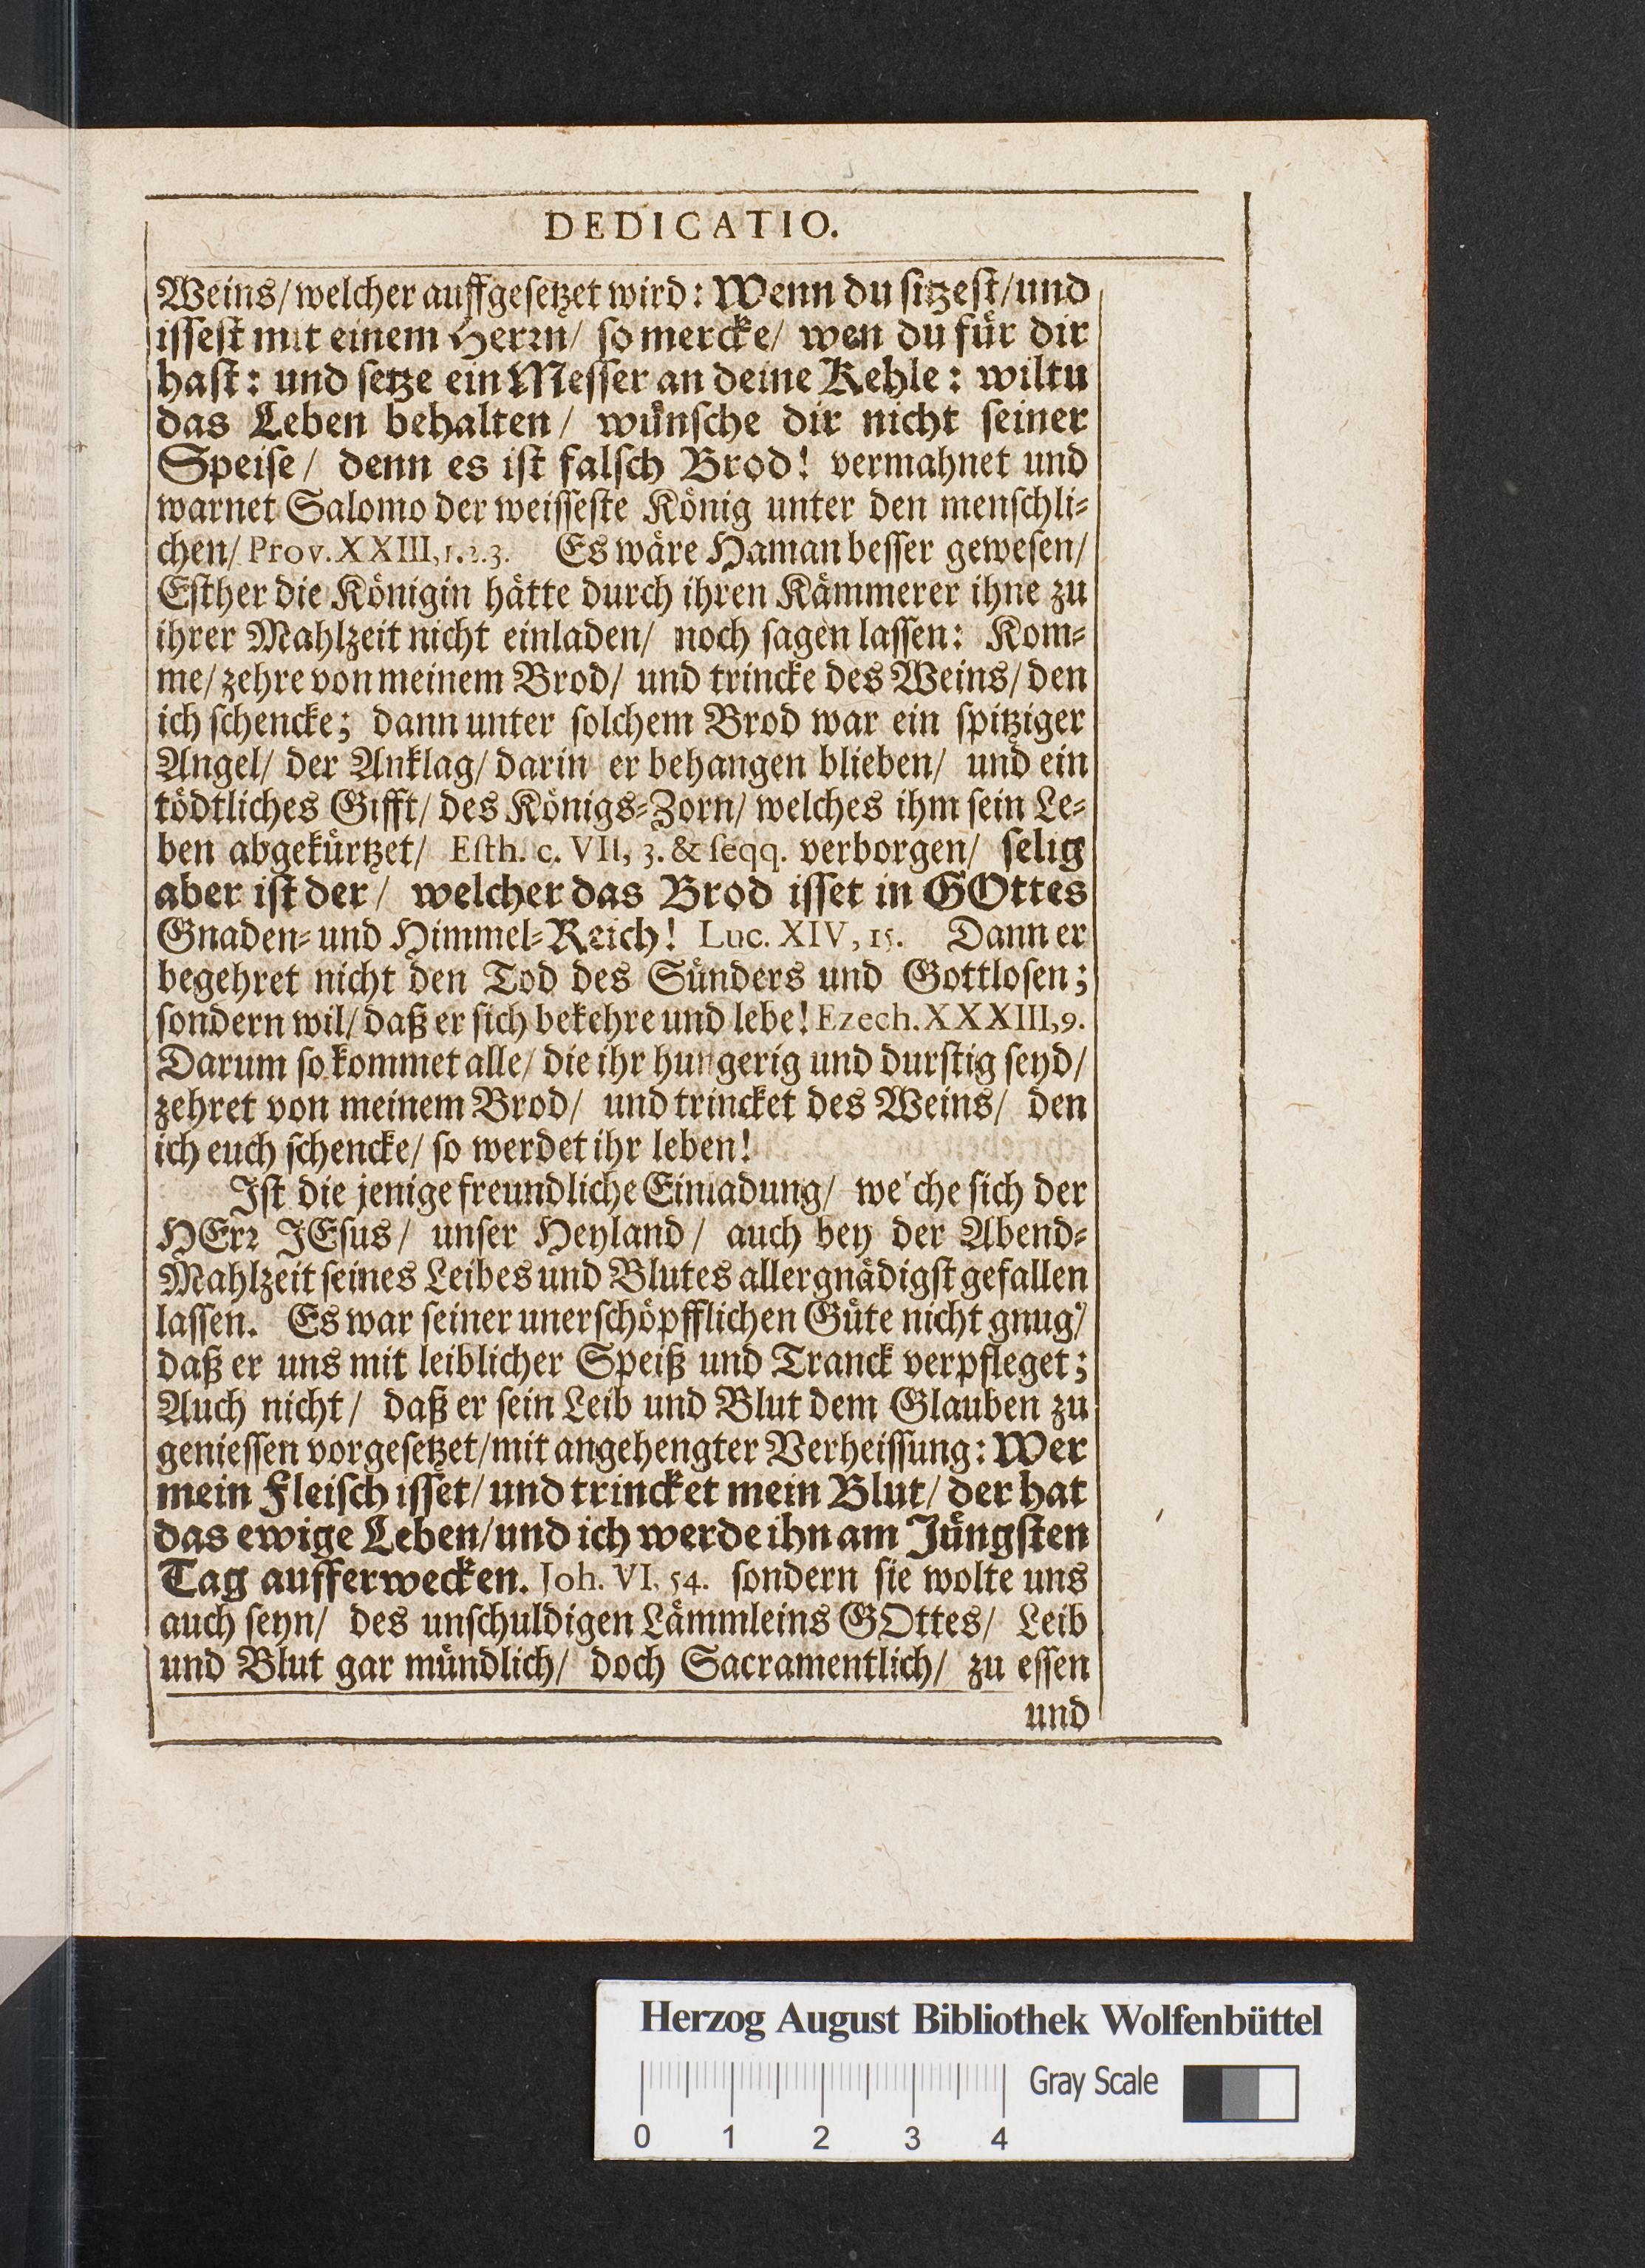 DEDICATIO.
Weins/welcher auffgesetzet wird: Wenn du sitzest/und
issest mit einem Herrn/ so mercke/ wen du für dir
hast: und setze ein Messer an deine Kehle: wiltu
das Leben behalten/ wünsche dir nicht seiner
Speise/ denn es ist falsch Brod! vermahnet und
warnet Salomo der weisseste König unter den menschli-
chen/ Prov. XXIII, 1.2.3. Es wäre Haman besser gewesen/
Esther die Königin hätte durch ihren Kämmerer ihne zu
ihrer Mahlzeit nicht einladen/ noch sagen lassen: Kom-
me/ zehre von meinem Brod/ und trincke des Weins/ den
ich schencke; dann unter solchem Brod war ein spitziger
Angel/ der Anklag/ darin er behangen blieben/ und ein
tödtliches Gifft/ des Königs-Zorn/ welches ihm sein Le-
ben abgekürtzet/ Esth. c. VII, 3. & seqq. verborgen/ selig
aber ist der/ welcher das Brod isset in GOttes
Gnaden- und Himmel-Reich! Luc. XIV, 15. Dann er
begehret nicht den Tod des Sünders und Gottlosen;
sondern wil/ daß er sich bekehre und lebe! Ezech. XXXIII, 9.
Darum so kommet alle/ die ihr hungerig und durstig seyd/
zehret von meinem Brod/ und trincket des Weins/ den
ich euch schencke/ so werdet ihr leben!
Ist die jenige freundliche Einladung/ welche sich der
HErr JEsus/ unser Heyland/ auch bey der Abend-
Mahlzeit seines Leibes und Blutes allergnädigst gefallen
lassen. Es war seiner unerschöpfflichen Güte nicht gnug/
daß er uns mit leiblicher Speiß und Tranck verpfleget;
Auch nicht/ daß er sein Leib und Blut dem Glauben zu
geniessen vorgesetzet/mit angehengter Verheissung: Wer
mein Fleisch isset/ und trincket mein Blut/ der hat
das ewige Leben/und ich werde ihn am Jüngsten
Tag aufferwecken. Joh. VI, 54. sondern sie wolte uns
auch seyn/ des unschuldigen Lämmleins GOttes/ Leib
und Blut gar mündlich/ doch Sacramentlich/ zu essen
und
Herzog August Bibliothek Wolfenbüttel
Gray Scale
0 1 2 3 4